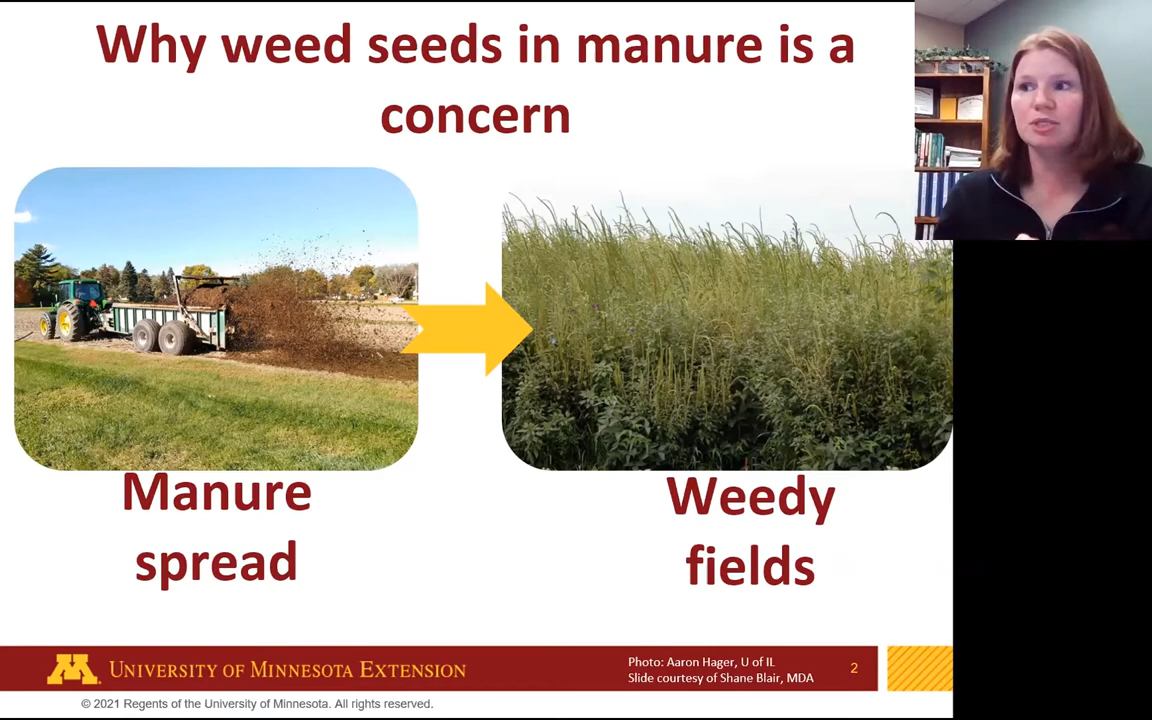 Why weed seeds in manure is a
concern
Manure
spread
Weedy
fields
M
UNIVERSITY OF MINNESOTA EXTENSION
Photo: Aaron Hager, U of IL
Slide courtesy of Shane Blair, MDA
2
© 2021 Regents of the University of Minnesota. All rights reserved.